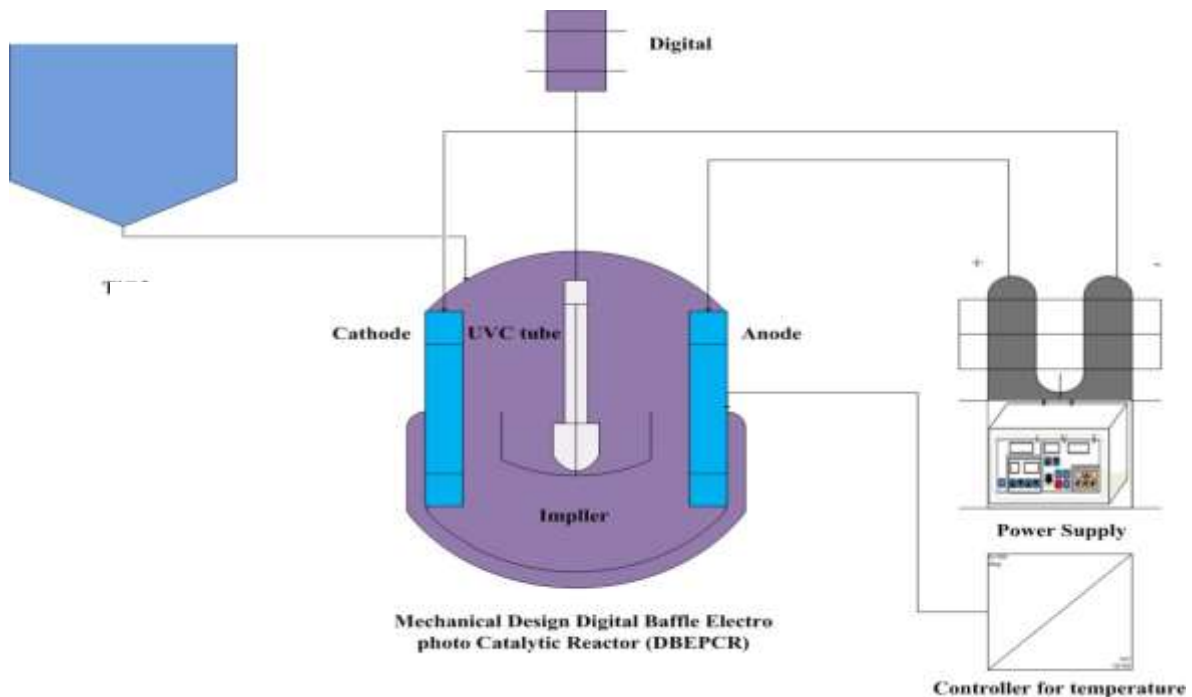 Digital
+
-
Cathode
UVC tube
Anode
Impller
Power Supply
Mechanical Design Digital Baffle Electro
photo Catalytic Reactor (DBEPCR)
Controller for temperature